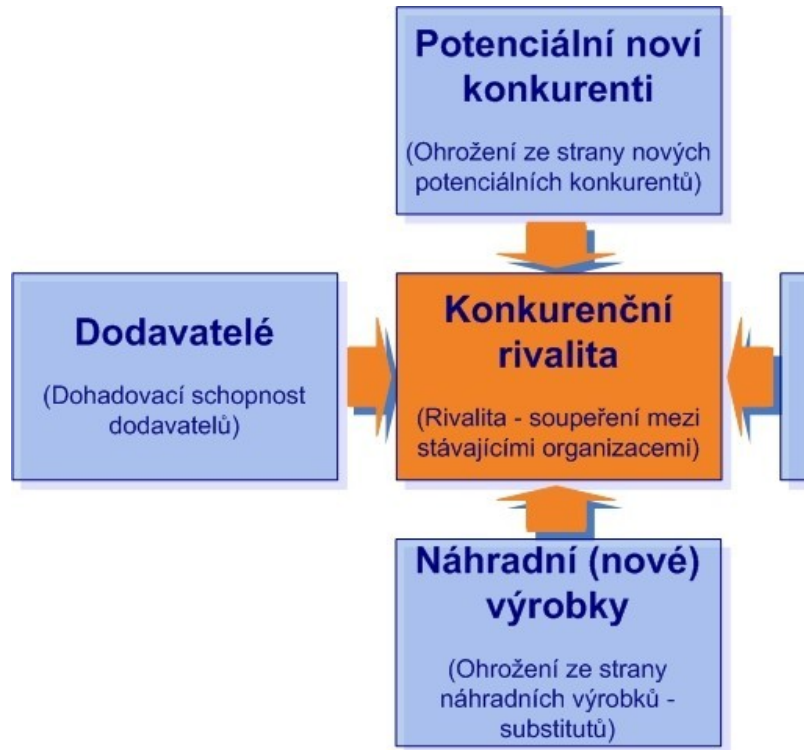 Potenciální noví
konkurenti
(Ohrožení ze strany nových
potenciálních konkurentů)
Dodavatelé
(Dohadovací schopnost
dodavatelů)
Konkurenční
rivalita
(Rivalita - soupeření mezi
stávajícími organizacemi)
Náhradní (nové)
výrobky
(Ohrožení ze strany
náhradních výrobků -
substitutů)